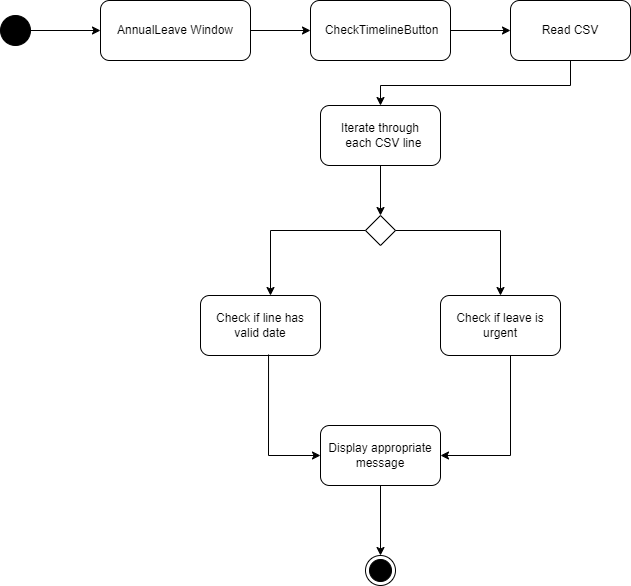 AnnualLeave Window
CheckTimelineButton
Read CSV
Iterate through
each CSV line
Check if line has
valid date
Check if leave is
urgent
Display appropriate
message